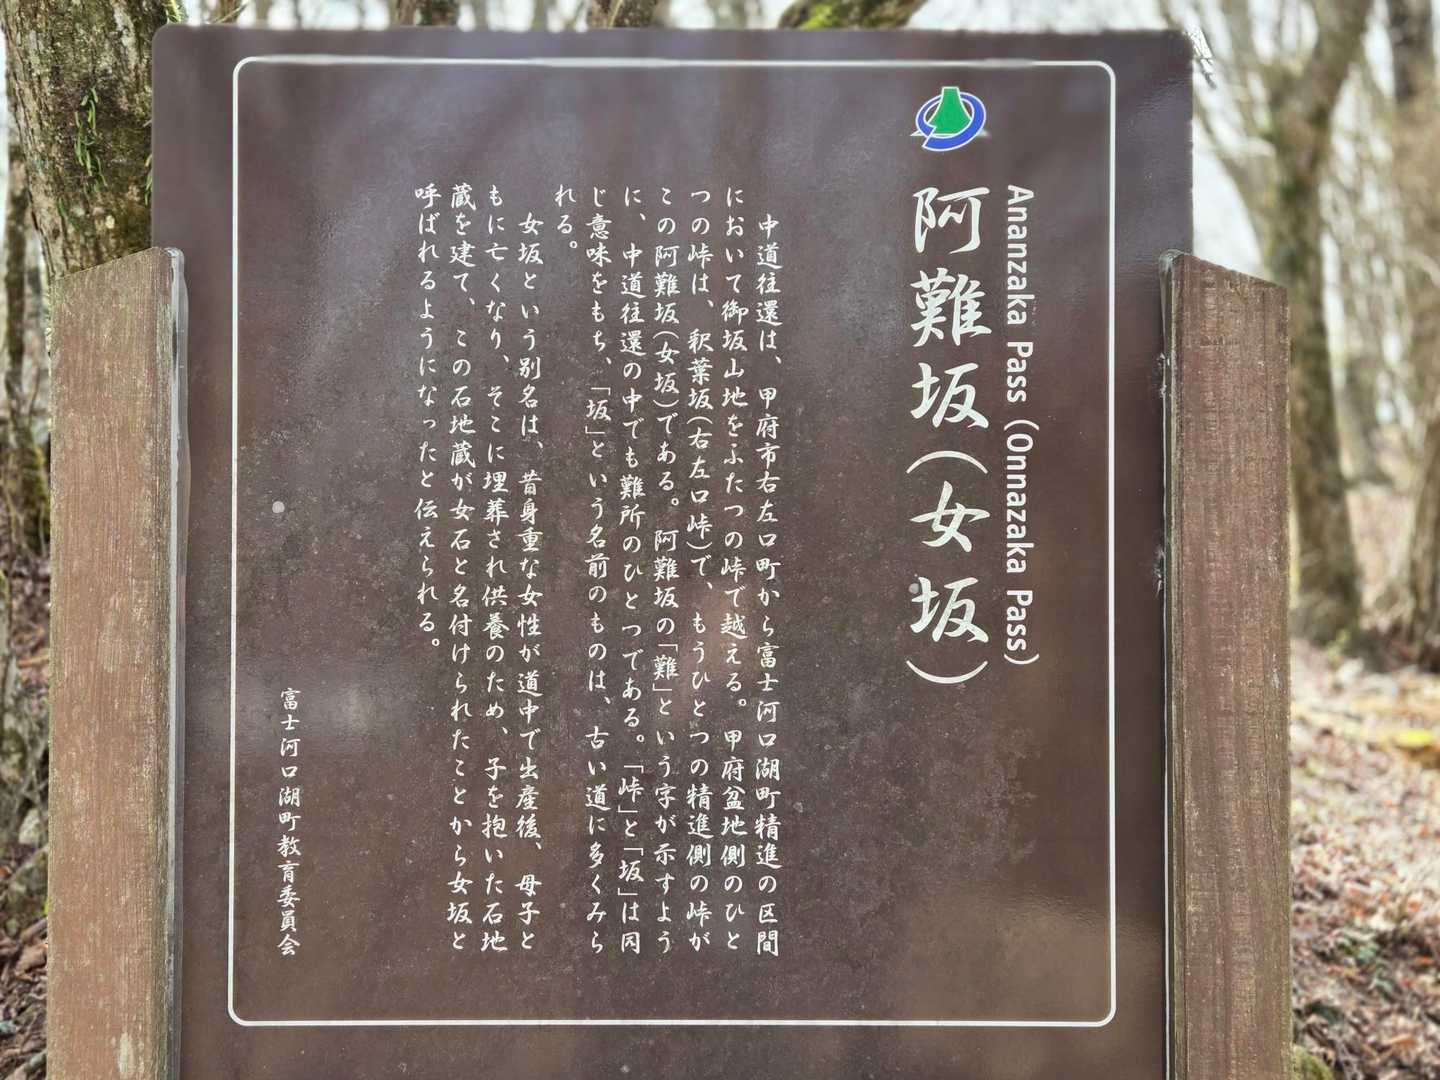 Ananzaka Pass (Onnazaka Pass)
阿難坂(女坂)
中道往還は、甲府市右左口町から富士河口湖町精進の区間
において御坂山地をふたつの峠で越える。甲府盆地側のひと
つの峠は、釈葉坂(右左口峠)で、もうひとつの精進側の峠が
この阿難坂(女坂)である。阿難坂の「難」という字が示すよう
に、中道往還の中でも難所のひとつである。「峠」と「坂」は同
じ意味をもち、「坂」という名前のものは、古い道に多くみら
れる。
女坂という別名は、昔身重な女性が道中で出産後、母子と
もに亡くなり、そこに埋葬され供養のため、子を抱いた石地
蔵を建て、この石地蔵が女石と名付けられたことから女坂と
呼ばれるようになったと伝えられる。
富士河口湖町教育委員会